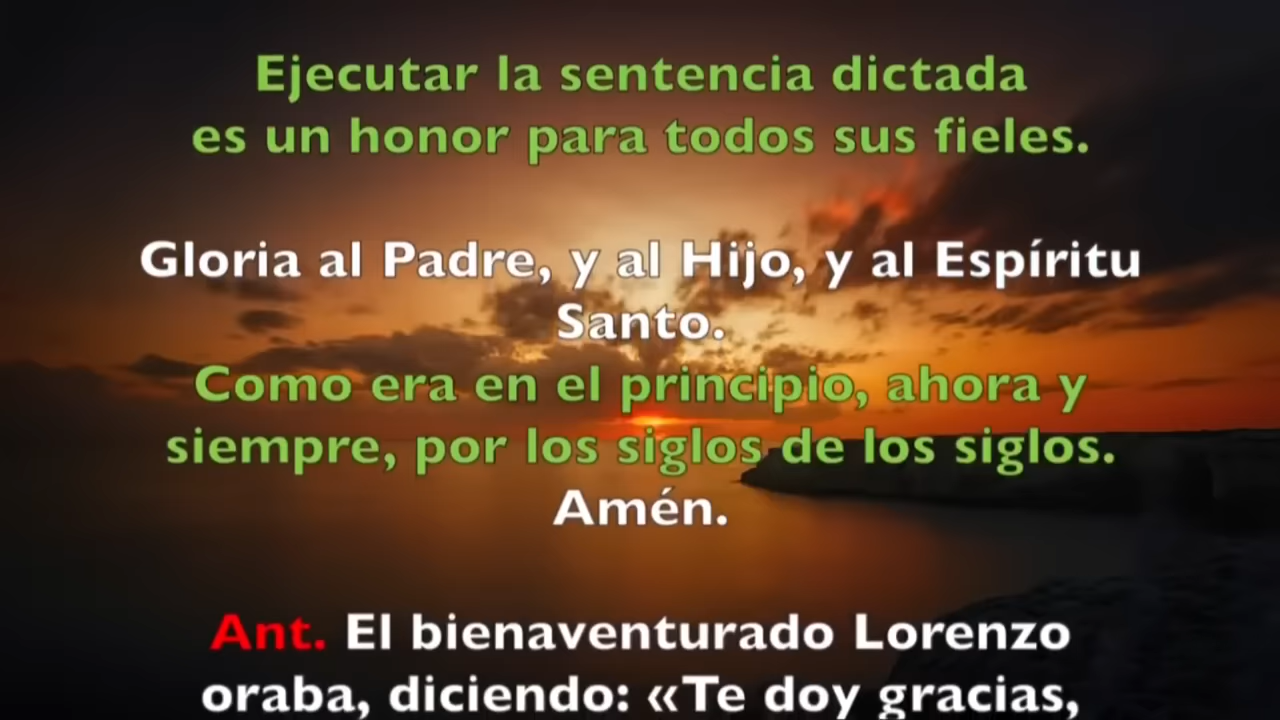 Ejecutar la sentencia dictada
es un honor para todos sus fieles.
Gloria al Padre, y al Hijo, y al Espíritu
Santo.
Como era en el principio, ahora y
siempre, por los siglos de los siglos.
Amén.
Ant. El bienaventurado Lorenzo
oraba, diciendo: «Te doy gracias,